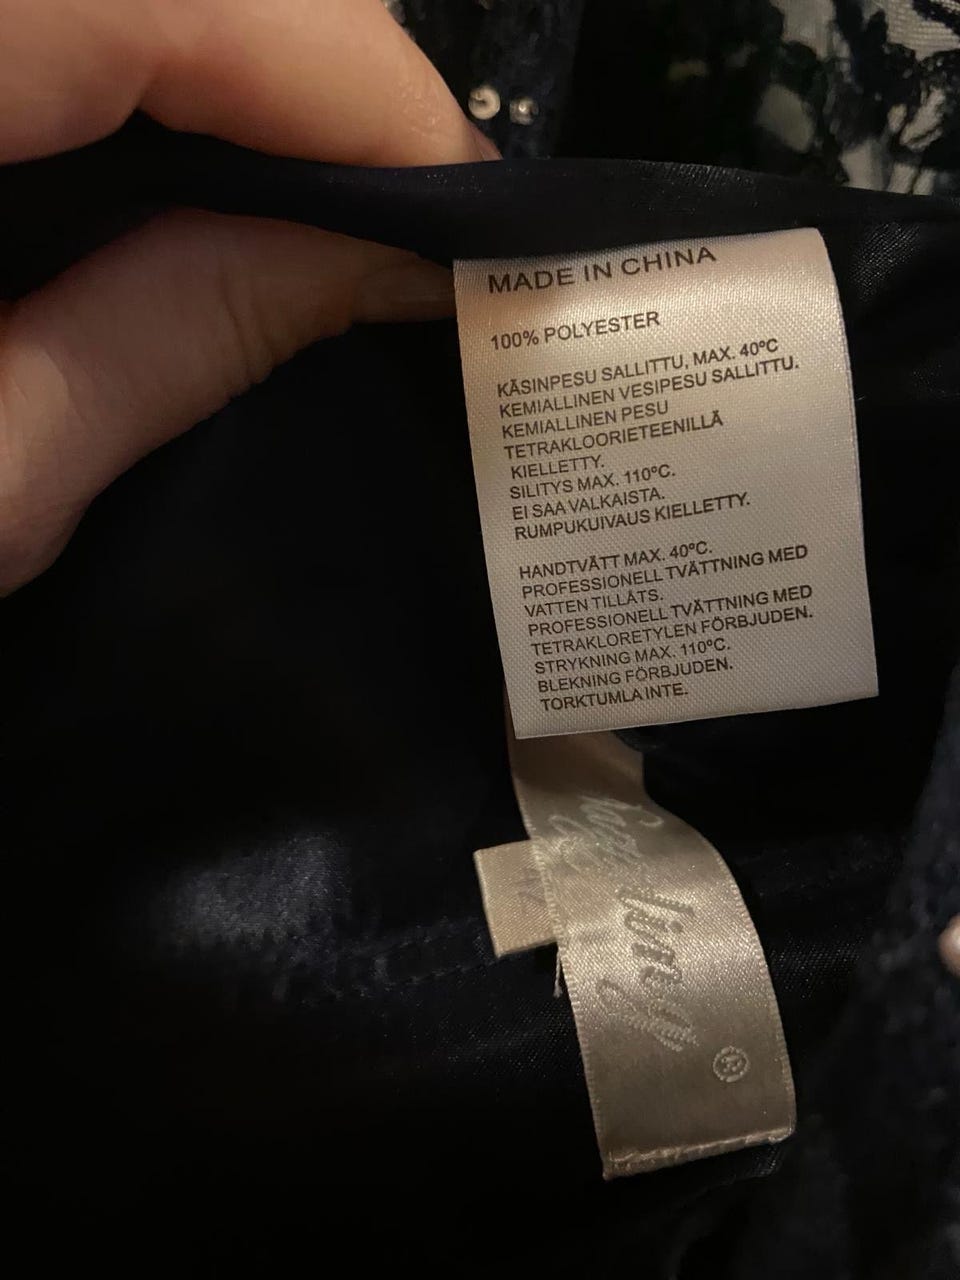 MADE IN CHINA
100% POLYESTER
KÄSINPESU SALLITTU, MAX. 40ºC
KEMIALLINEN VESIPESU SALLITTU.
KEMIALLINEN PESU
TETRAKLOORIETEENILLÄ
KIELLETTY.
SILITYS MAX. 110ºC.
EI SAA VALKAISTA.
RUMPUKUIVAUS KIELLETTY.
HANDTVÄTT MAX. 40ºC.
PROFESSIONELL TVÄTTNING MED
VATTEN TILLÅTS.
PROFESSIONELL TVÄTTNING MED
TETRAKLORETYLEN FÖRBJUDEN.
STRYKNING MAX. 110ºC.
BLEKNING FÖRBJUDEN.
TORKTUMLA INTE.
®